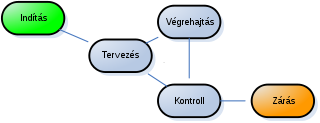 Indítás
Végrehajtás
Tervezés
Kontroll
Zárás